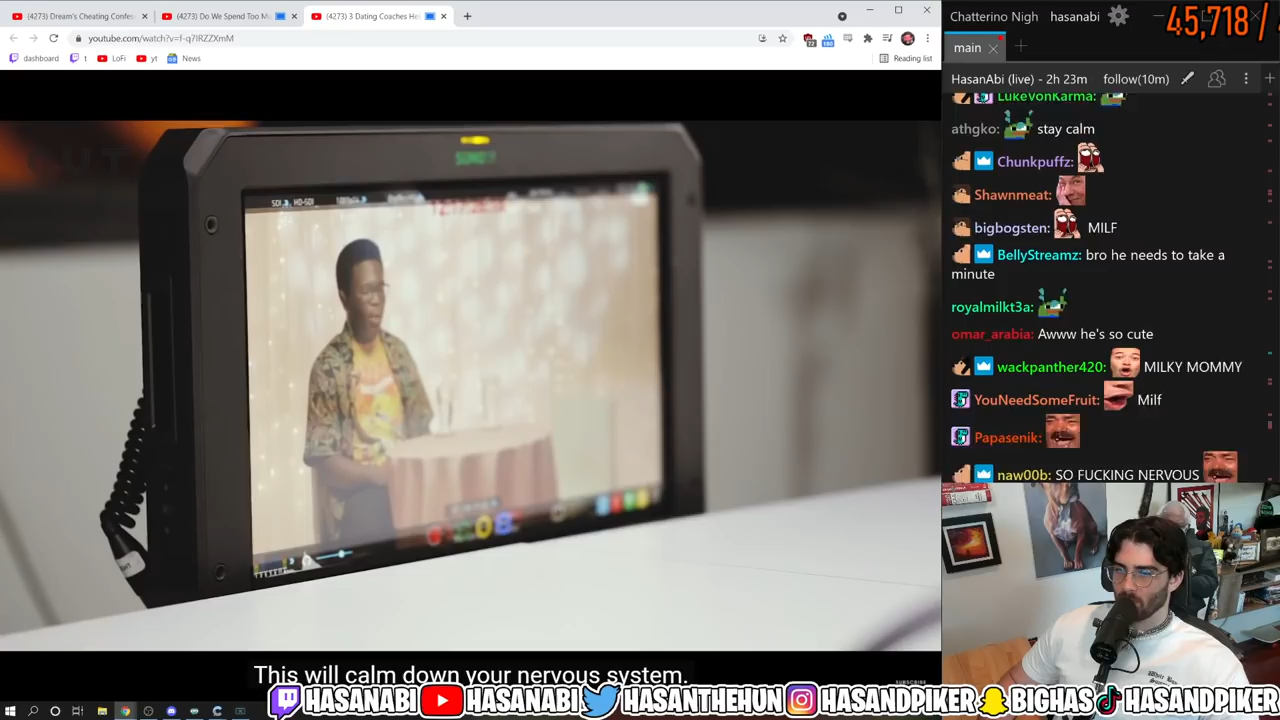 (4273) Dream's Cheating Confes
(4273) Do We Spend Too M
(4273) 3 Dating Coaches He
youtube.com/watch?v=f-q7IRZZXmM
dashboard
1
LoFi
yt
News
Reading list
This will calm down your nervous system.
Chatterino Nigh
hasanabi
45,718 /
main
HasanAbi (live) - 2h 23m
follow(10m)
LukeVonKarma:
athgko: stay calm
Chunkpuffz:
Shawnmeat:
bigbogsten: MILF
BellyStreamz: bro he needs to take a
minute
royalmilkt3a:
omar_arabia: Awww he's so cute
wackpanther420: MILKY MOMMY
YouNeedSomeFruit: Milf
Papasenik:
naw00b: SO FUCKING NERVOUS
HASANABI HASANABI HASANTHEHUN HASANDPIKER BIGHAS HASANDPIKER